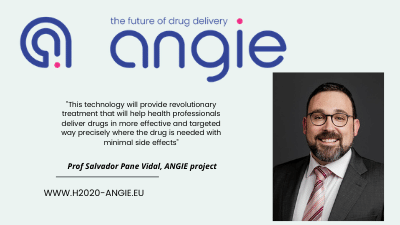 the future of drug delivery
angie
"This technology will provide revolutionary
treatment that will help health professionals
deliver drugs in more effective and targeted
way precisely where the drug is needed with
minimal side effects"
Prof Salvador Pane Vidal, ANGIE project
WWW.H2020-ANGIE.EU